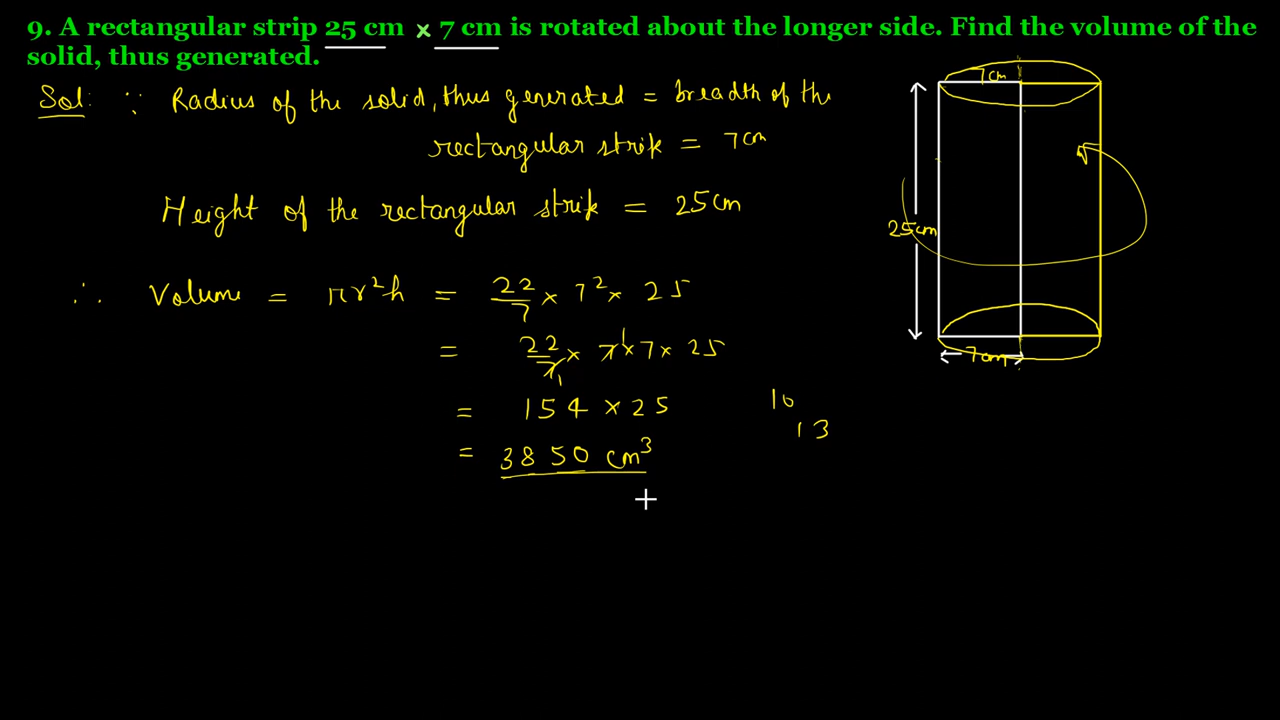 9. A rectangular strip 25 cm × 7 cm is rotated about the longer side. Find the volume of the
solid, thus generated.
Sol: ∵ Radius of the solid, thus generated = breadth of the
rectangular strip = 7cm
Height of the rectangular strip = 25cm
∴ Volume = πr²h = 22/7 × 7² × 25
= 22/7 1 × 7 1 × 7 × 25
= 154 × 25
= 3850 cm³
10
13
7cm
25cm
7cm